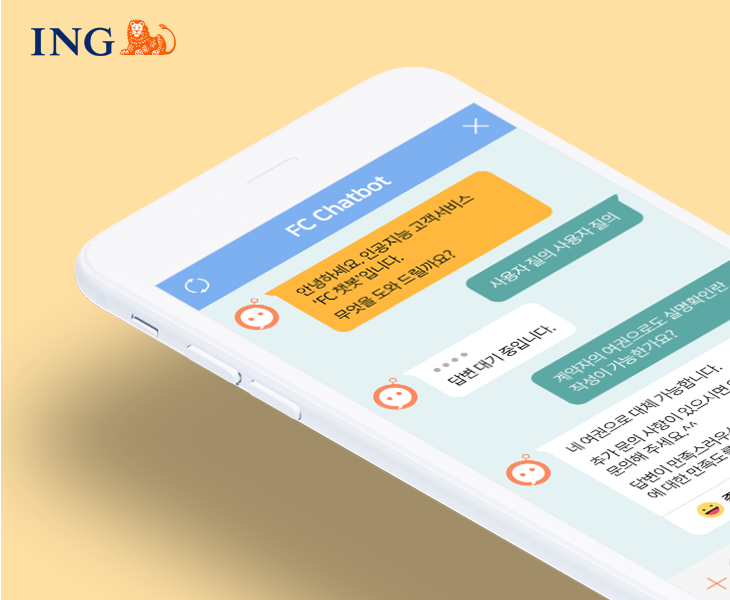 ING
FC Chatbot
안녕하세요, 인공지능 고객서비스
'FC 챗봇'입니다.
무엇을 도와 드릴까요?
사용자 질의 사용자 질의
답변 대기 중입니다.
계약자의 여권으로도 실명확인란
작성이 가능한가요?
네 여권으로 대체 가능합니다.
추가 문의 사항이 있으시면
문의해 주세요.^^
답변이 만족스러우
에 대한 만족도를